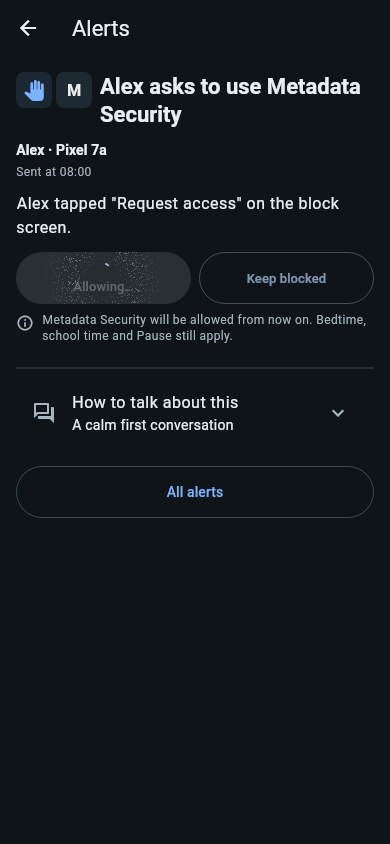 Alerts
M
Alex asks to use Metadata
Security
Alex · Pixel 7a
Sent at 08:00
Alex tapped "Request access" on the block
screen.
Allowing…
Keep blocked
Metadata Security will be allowed from now on. Bedtime,
school time and Pause still apply.
How to talk about this
A calm first conversation
All alerts